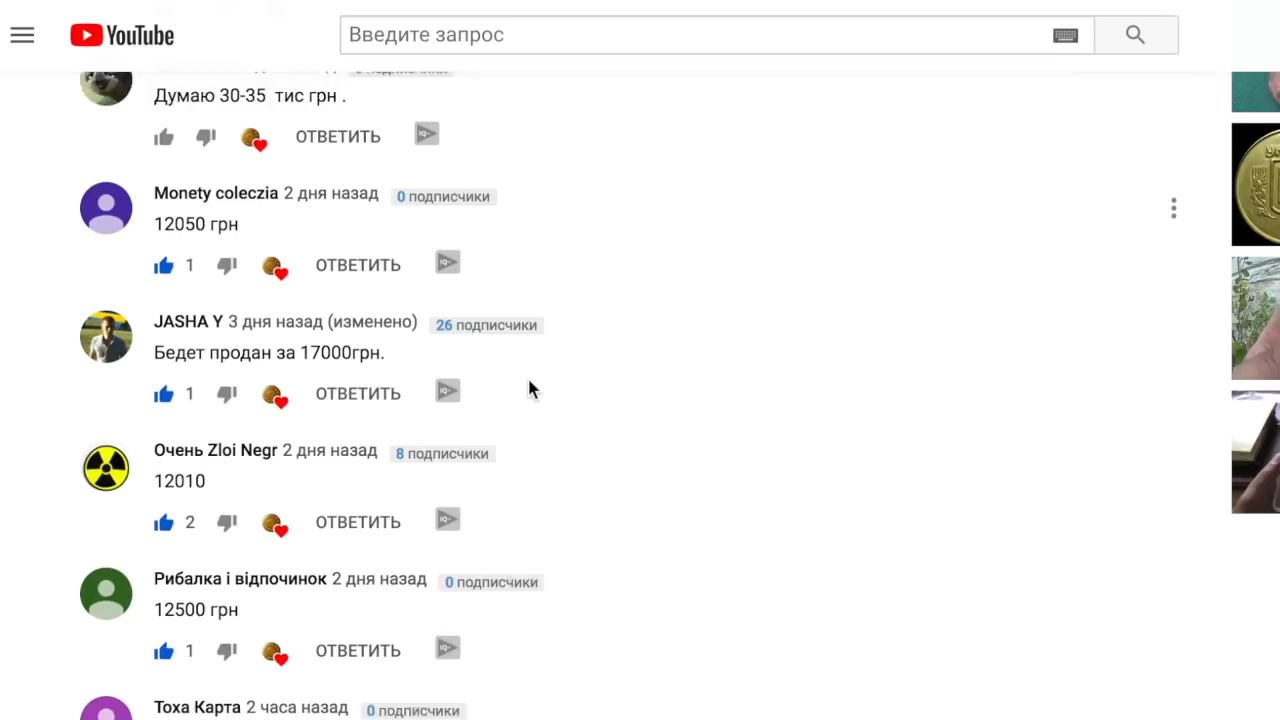 YouTube
Введите запрос
Думаю 30-35 тис грн .
ОТВЕТИТЬ
Monety coleczia 2 дня назад 0 подписчики
12050 грн
1 ОТВЕТИТЬ
JASHA Y 3 дня назад (изменено) 26 подписчики
Бедет продан за 17000грн.
1 ОТВЕТИТЬ
Очень Zloi Negr 2 дня назад 8 подписчики
12010
2 ОТВЕТИТЬ
Рибалка і відпочинок 2 дня назад 0 подписчики
12500 грн
1 ОТВЕТИТЬ
Тоха Карта 2 часа назад 0 подписчики